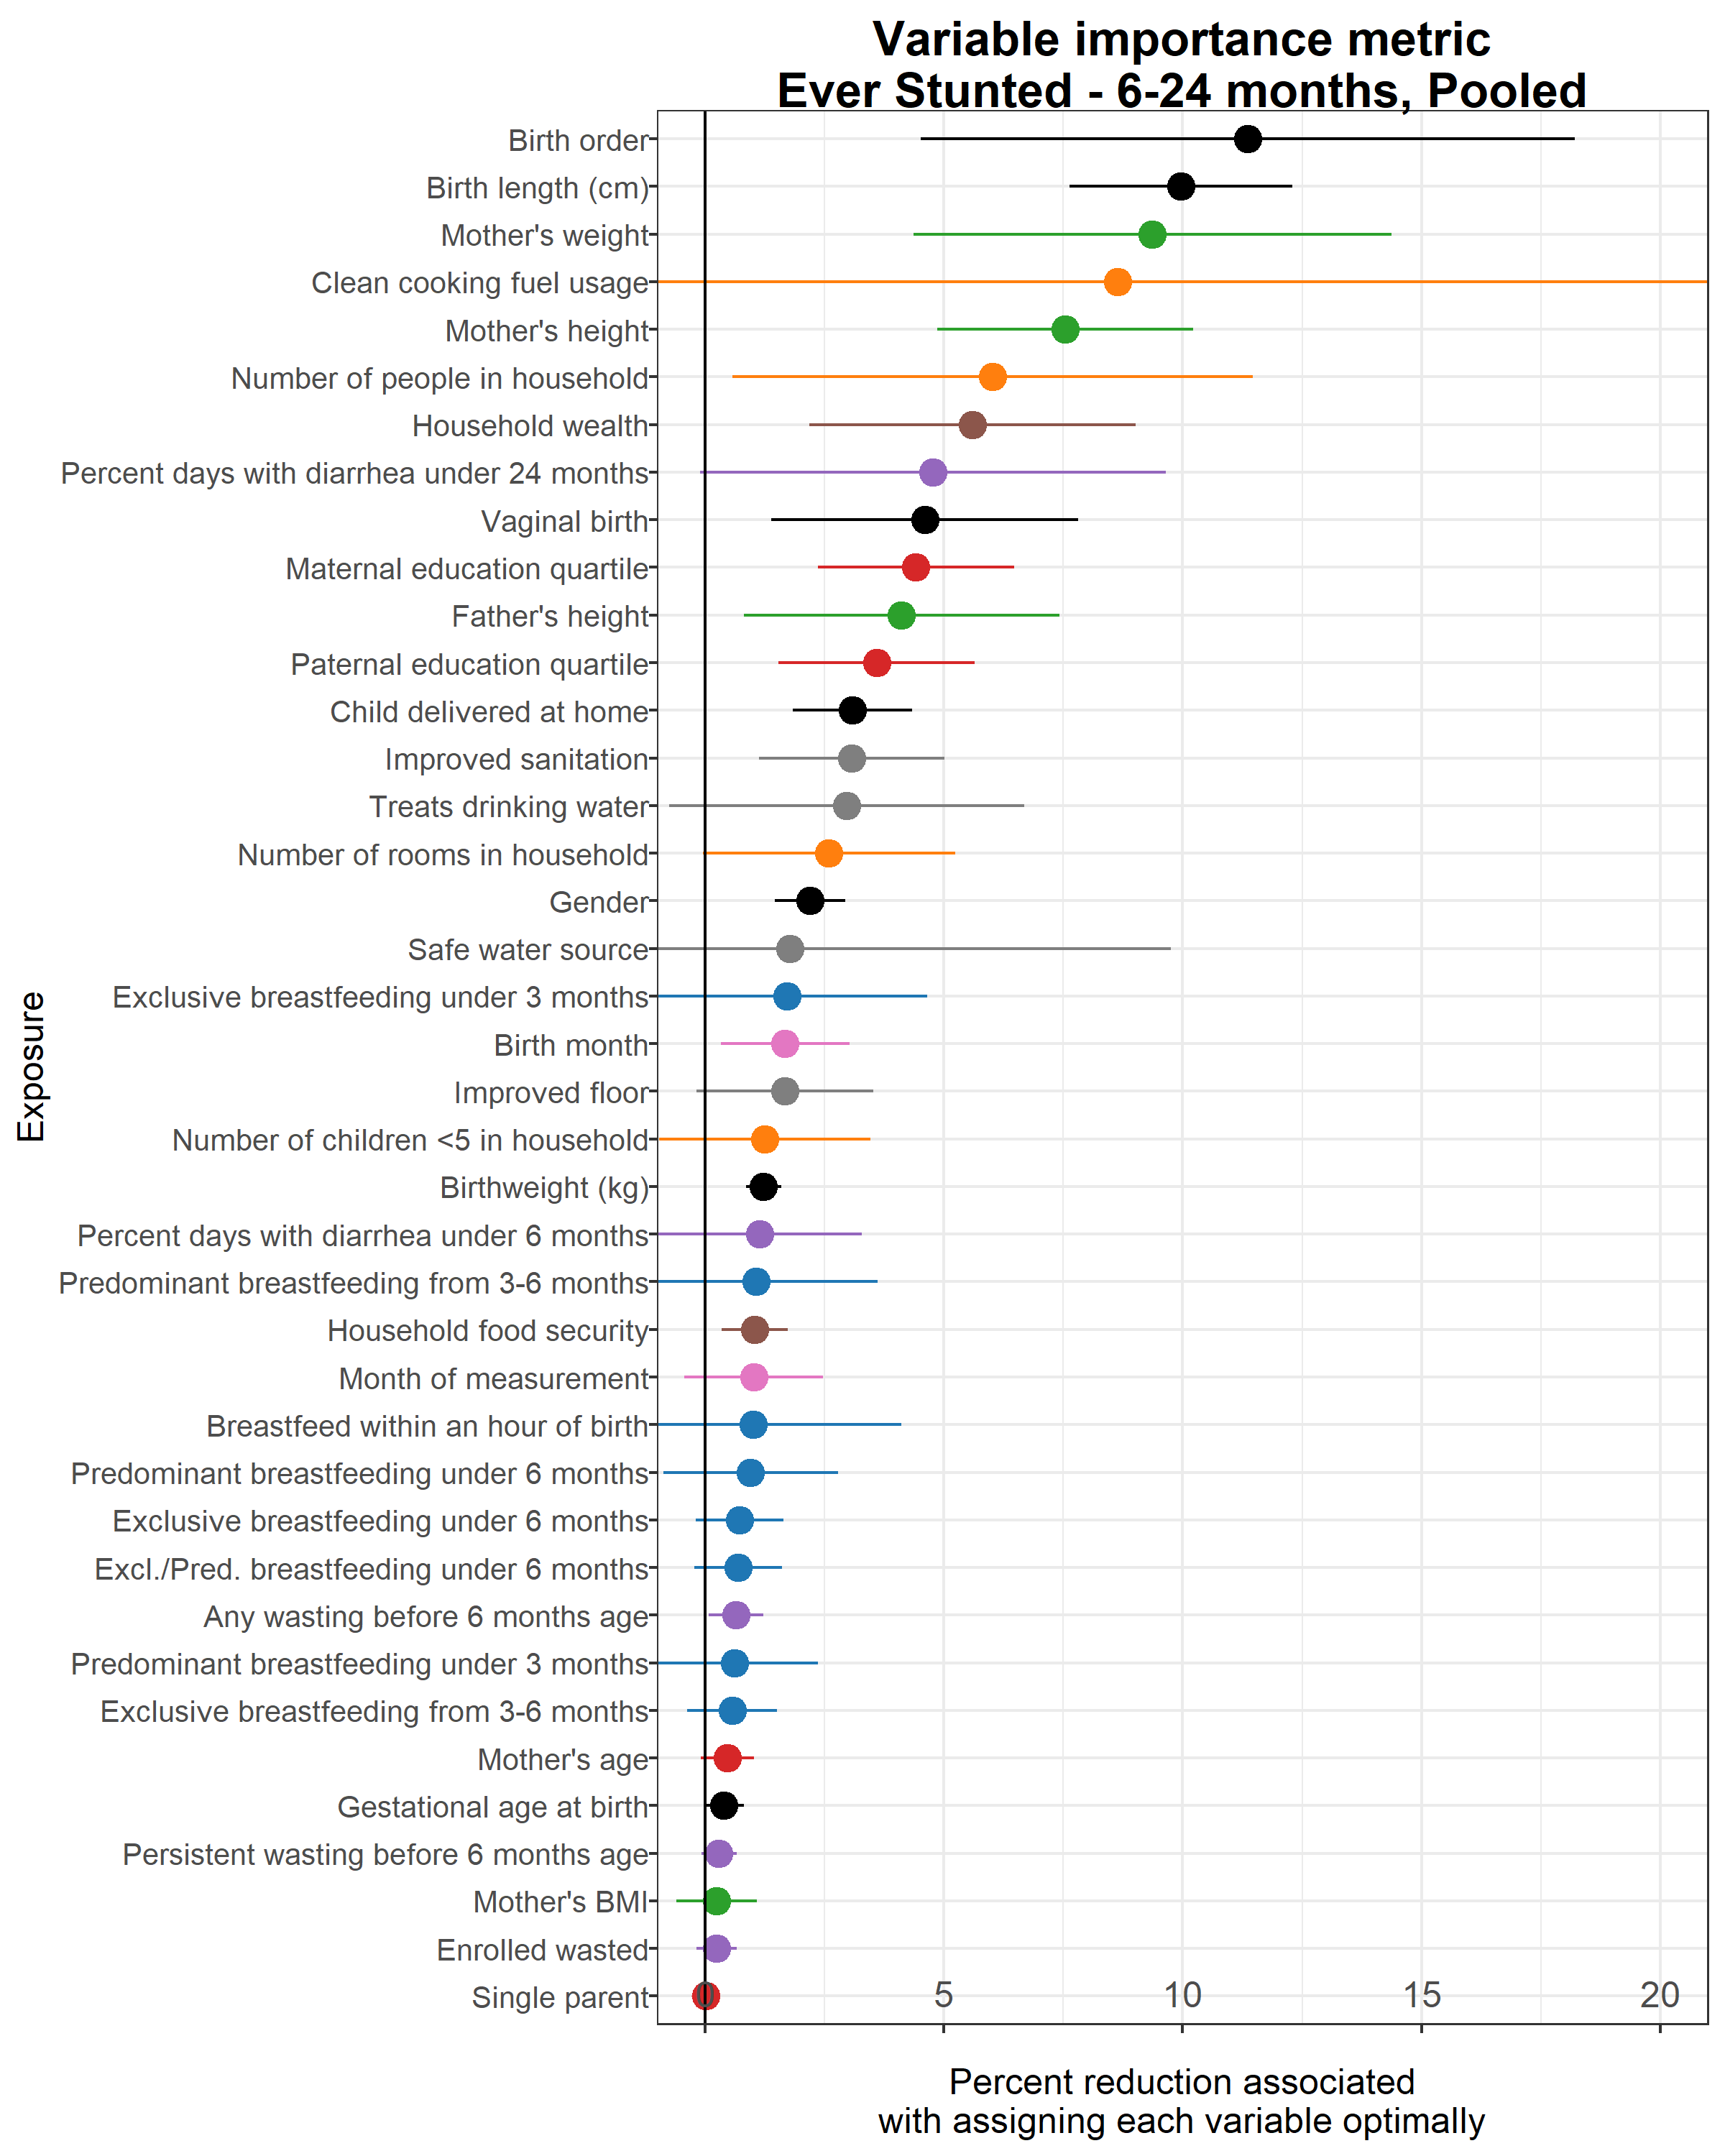 Variable importance metric
Ever Stunted - 6-24 months, Pooled
Birth order
Birth length (cm)
Mother's weight
Clean cooking fuel usage
Mother's height
Number of people in household
Household wealth
Percent days with diarrhea under 24 months
Vaginal birth
Maternal education quartile
Father's height
Paternal education quartile
Child delivered at home
Improved sanitation
Treats drinking water
Number of rooms in household
Gender
Safe water source
Exclusive breastfeeding under 3 months
Birth month
Improved floor
Number of children <5 in household
Birthweight (kg)
Percent days with diarrhea under 6 months
Predominant breastfeeding from 3-6 months
Household food security
Month of measurement
Breastfeed within an hour of birth
Predominant breastfeeding under 6 months
Exclusive breastfeeding under 6 months
Excl./Pred. breastfeeding under 6 months
Any wasting before 6 months age
Predominant breastfeeding under 3 months
Exclusive breastfeeding from 3-6 months
Mother's age
Gestational age at birth
Persistent wasting before 6 months age
Mother's BMI
Enrolled wasted
Single parent
Exposure
0 5 10 15 20
Percent reduction associated
with assigning each variable optimally